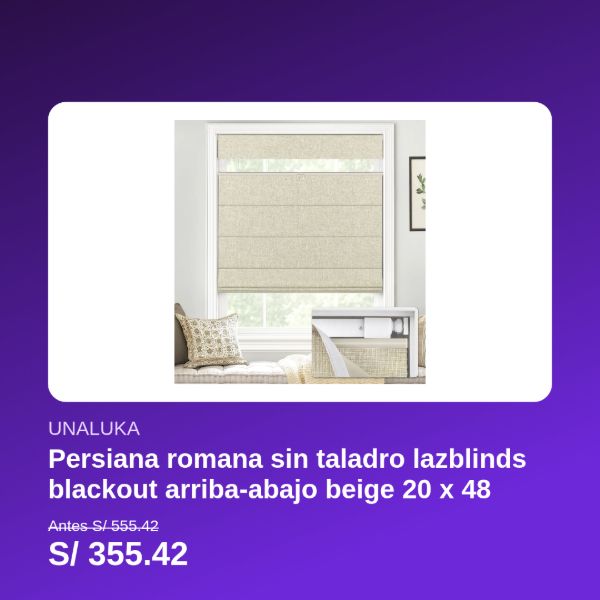 UNALUKA
Persiana romana sin taladro lazblinds
blackout arriba-abajo beige 20 x 48
Antes S/ 555.42
S/ 355.42